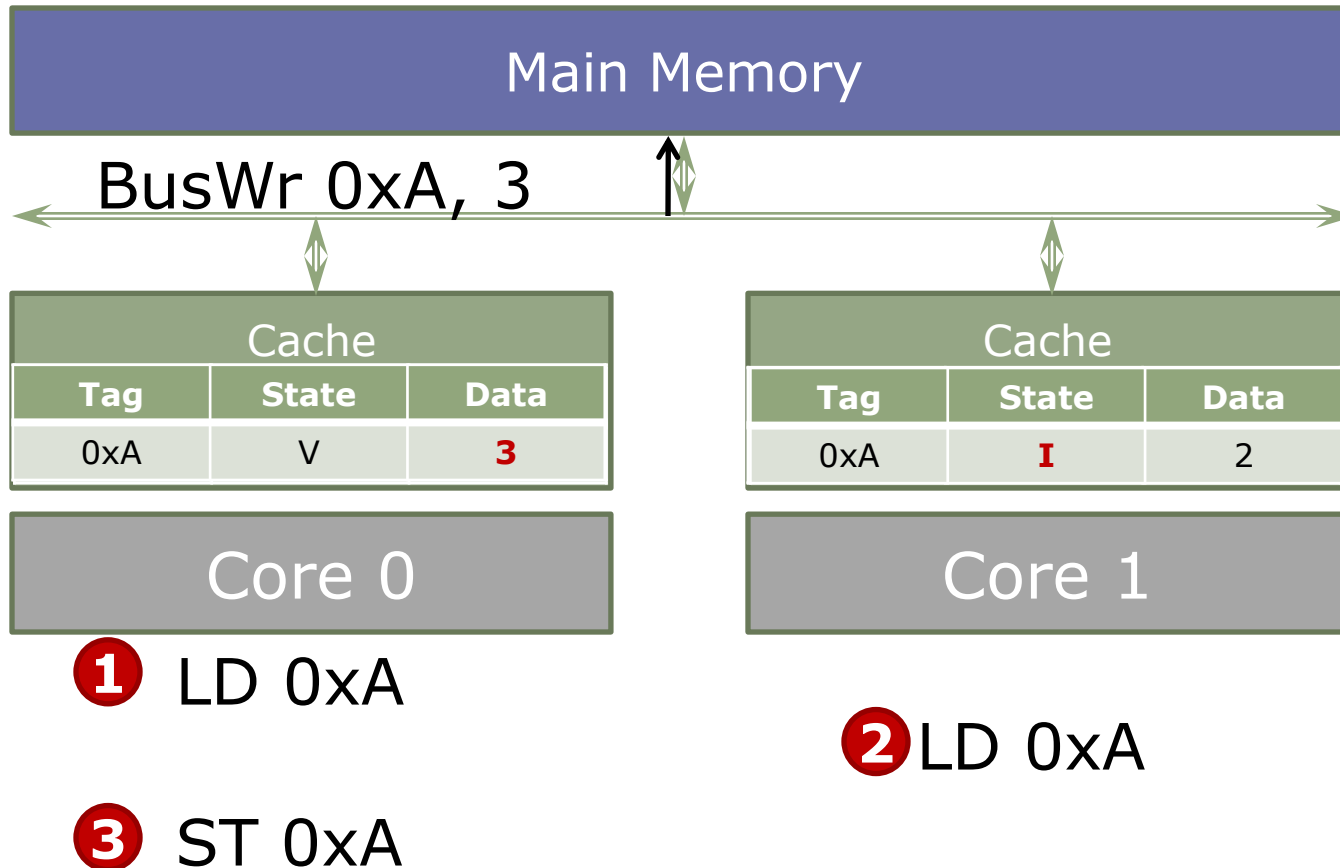 Main Memory
BusWr 0xA, 3
Cache
Tag State Data
0xA V 3
Cache
Tag State Data
0xA I 2
Core 0
Core 1
1 LD 0xA
2 LD 0xA
3 ST 0xA